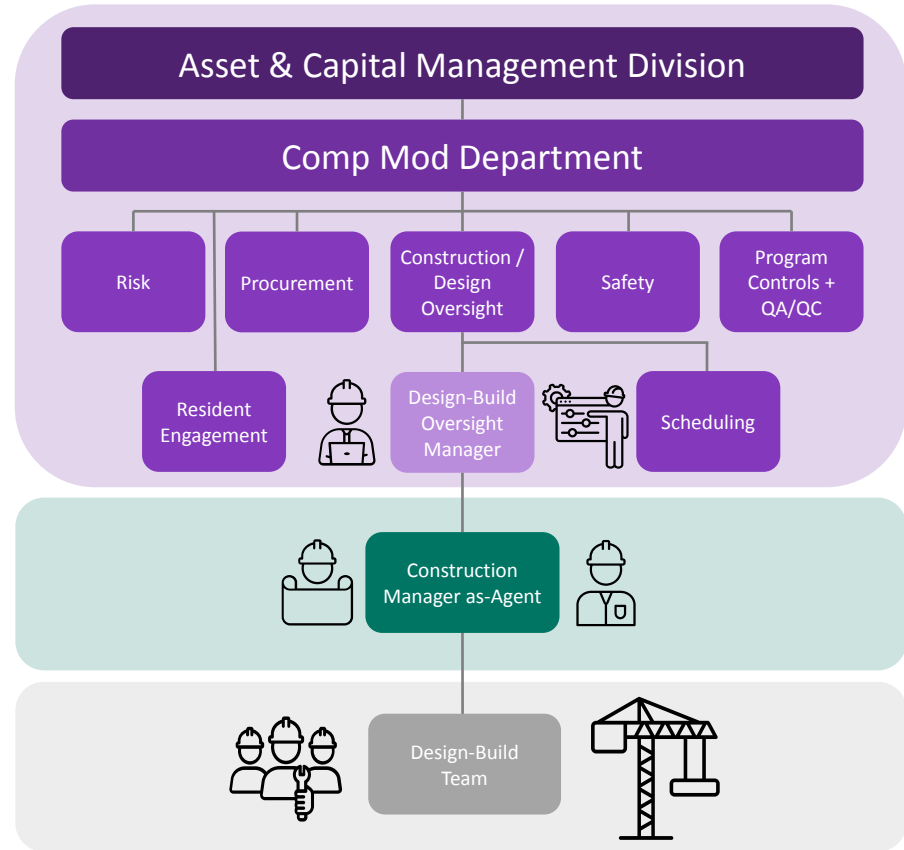 Asset & Capital Management Division
Comp Mod Department
Risk
Procurement
Construction /
Design
Oversight
Safety
Program
Controls +
QA/QC
Resident
Engagement
Design-Build
Oversight
Manager
Scheduling
Construction
Manager as-Agent
Design-Build
Team